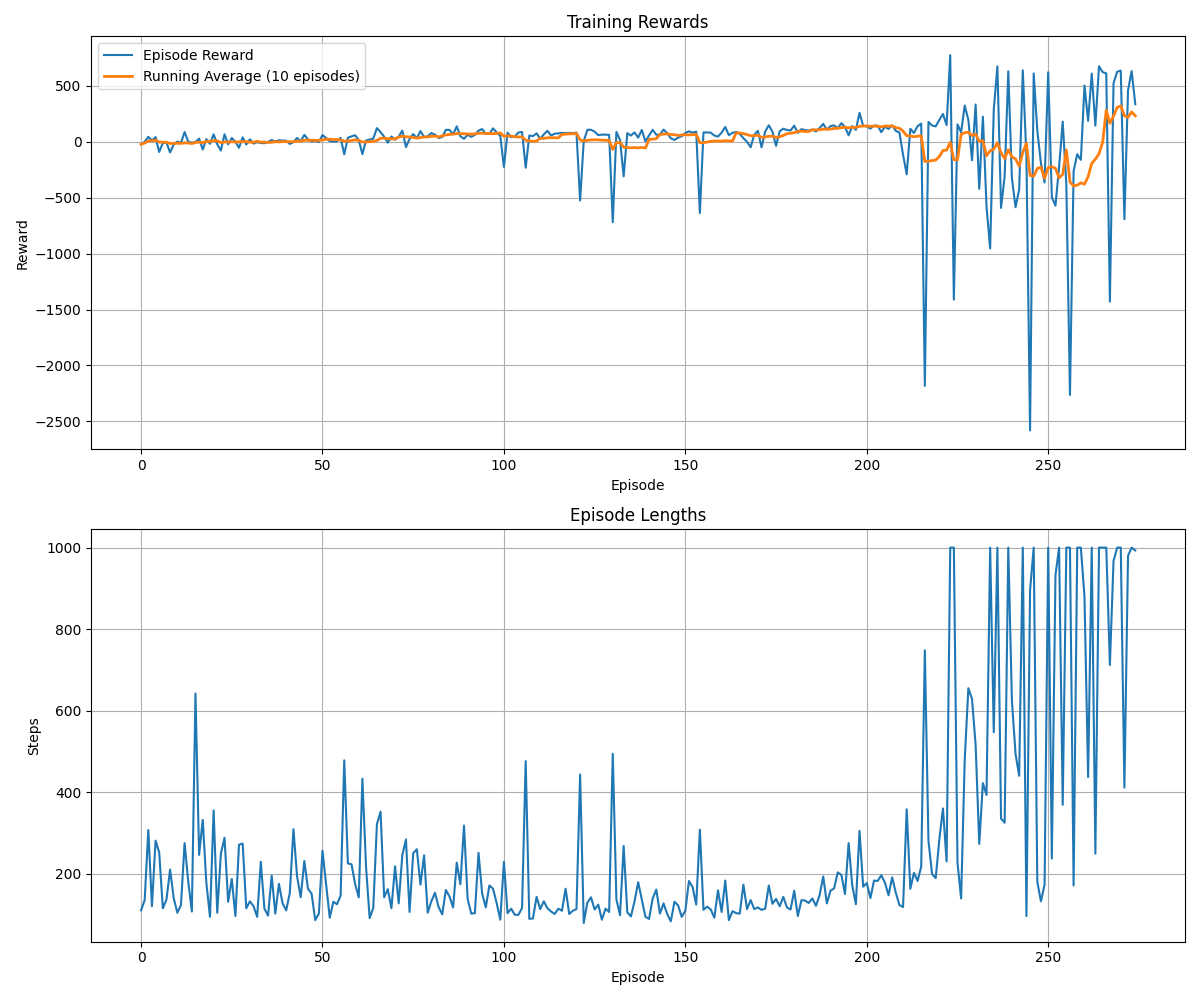 Training Rewards
Episode Reward
Running Average (10 episodes)
Reward
500
0
−500
−1000
−1500
−2000
−2500
0 50 100 150 200 250
Episode
Episode Lengths
Steps
1000
800
600
400
200
0 50 100 150 200 250
Episode